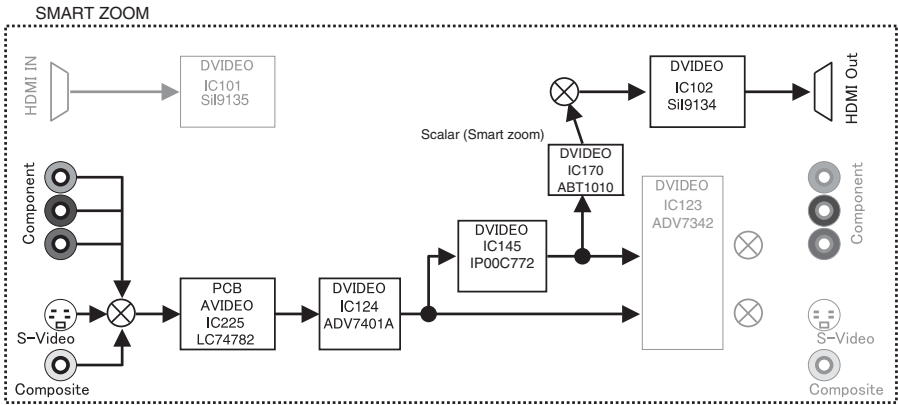 SMART ZOOM
HDMI IN
DVIDEO
IC101
SiI9135
DVIDEO
IC102
SiI9134
HDMI Out
Scalar (Smart zoom)
DVIDEO
IC170
ABT1010
Component
DVIDEO
IC123
ADV7342
Component
DVIDEO
IC145
IP00C772
PCB
AVIDEO
IC225
LC74782
DVIDEO
IC124
ADV7401A
S-Video
S-Video
Composite
Composite